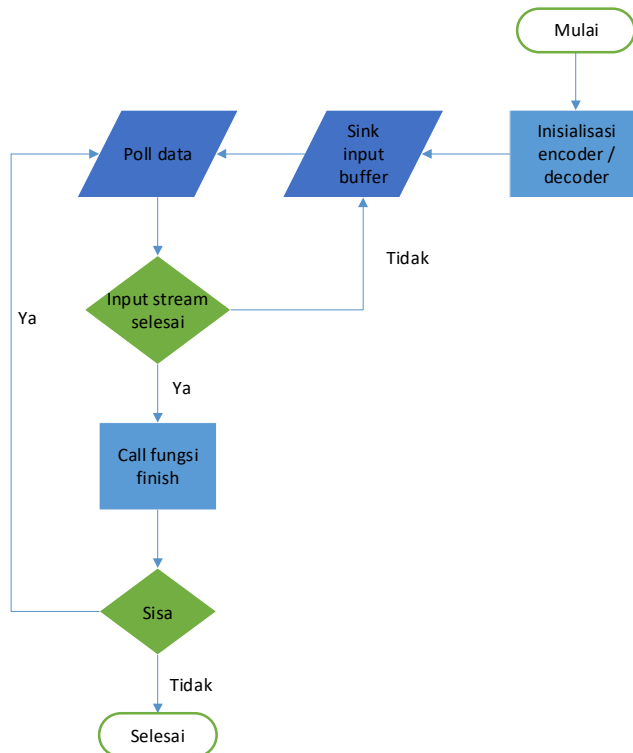 Mulai
Inisialisasi
encoder /
decoder
Sink
input
buffer
Poll data
Input stream
selesai
Tidak
Ya
Ya
Call fungsi
finish
Sisa
Tidak
Selesai